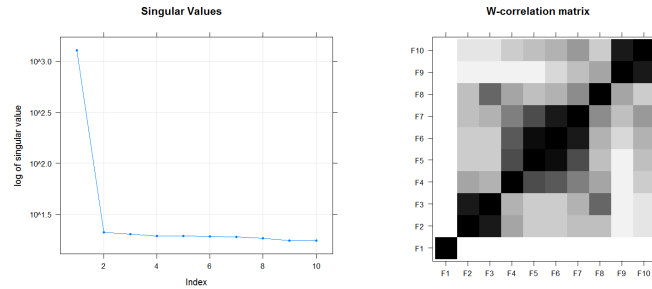 Singular Values
10^3.0
10^2.5
10^2.0
10^1.5
log of singular value
2 4 6 8 10
Index
W-correlation matrix
F10
F9
F8
F7
F6
F5
F4
F3
F2
F1
F1 F2 F3 F4 F5 F6 F7 F8 F9 F10